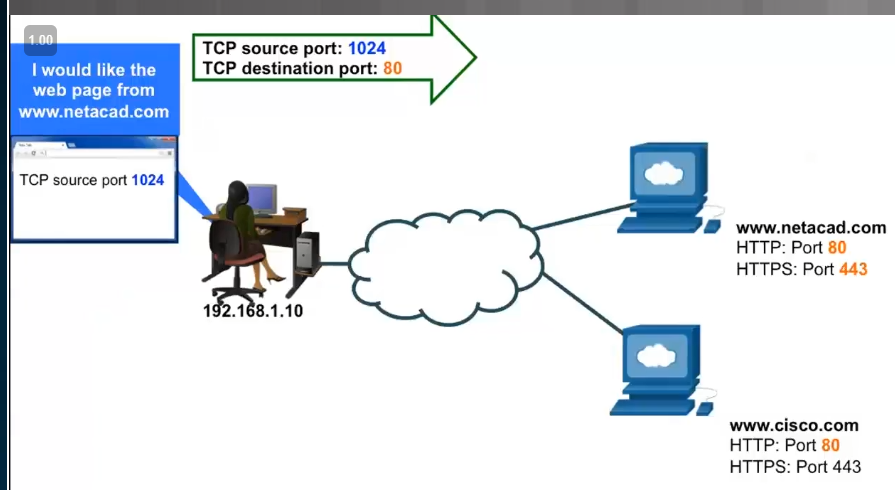 1.00
I would like the
web page from
www.netacad.com
TCP source port: 1024
TCP destination port: 80
TCP source port 1024
192.168.1.10
www.netacad.com
HTTP: Port 80
HTTPS: Port 443
www.cisco.com
HTTP: Port 80
HTTPS: Port 443